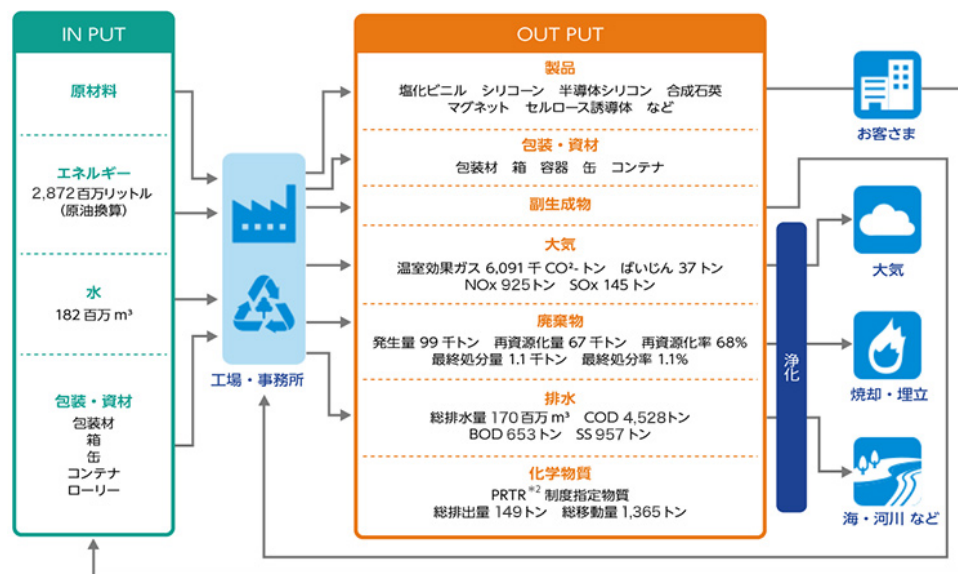 IN PUT
原材料
エネルギー
2,872百万リットル
(原油換算)
水
182百万m³
包装・資材
包装材
箱
缶
コンテナ
ローリー
工場・事務所
OUT PUT
製品
塩化ビニル シリコーン 半導体シリコン 合成石英
マグネット セルロース誘導体 など
包装・資材
包装材 箱 容器 缶 コンテナ
副生成物
大気
温室効果ガス 6,091千CO²-トン ばいじん 37トン
NOx 925トン SOx 145トン
廃棄物
発生量 99千トン 再資源化量 67千トン 再資源化率 68%
最終処分量 1.1千トン 最終処分率 1.1%
排水
総排水量 170百万m³ COD 4,528トン
BOD 653トン SS 957トン
化学物質
PRTR※2 制度指定物質
総排出量 149トン 総移動量 1,365トン
浄化
お客さま
大気
焼却・埋立
海・河川 など